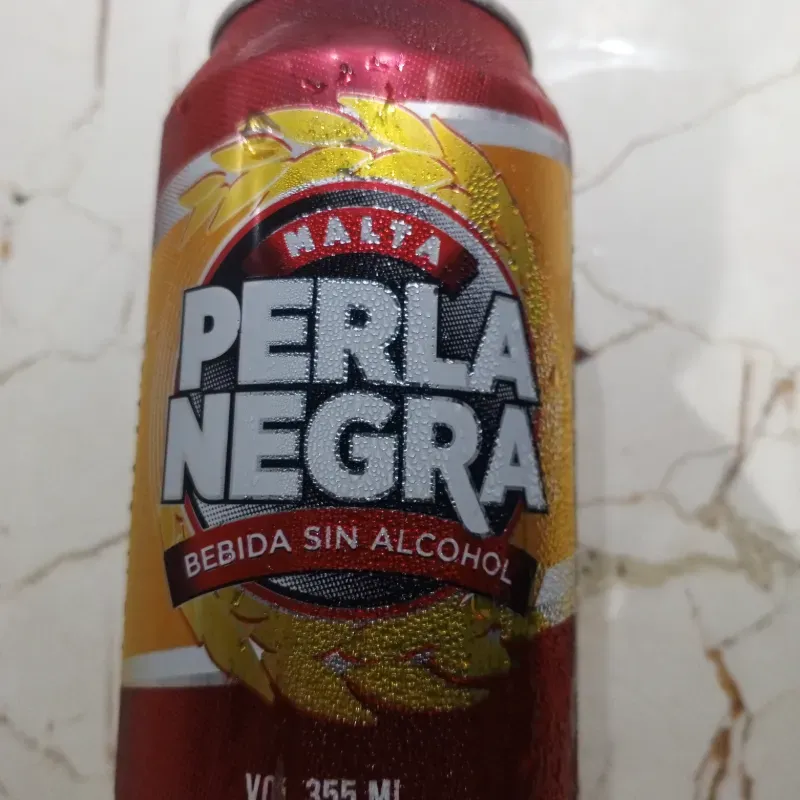 MALTA
PERLA
NEGRA
BEBIDA SIN ALCOHOL
355 ML